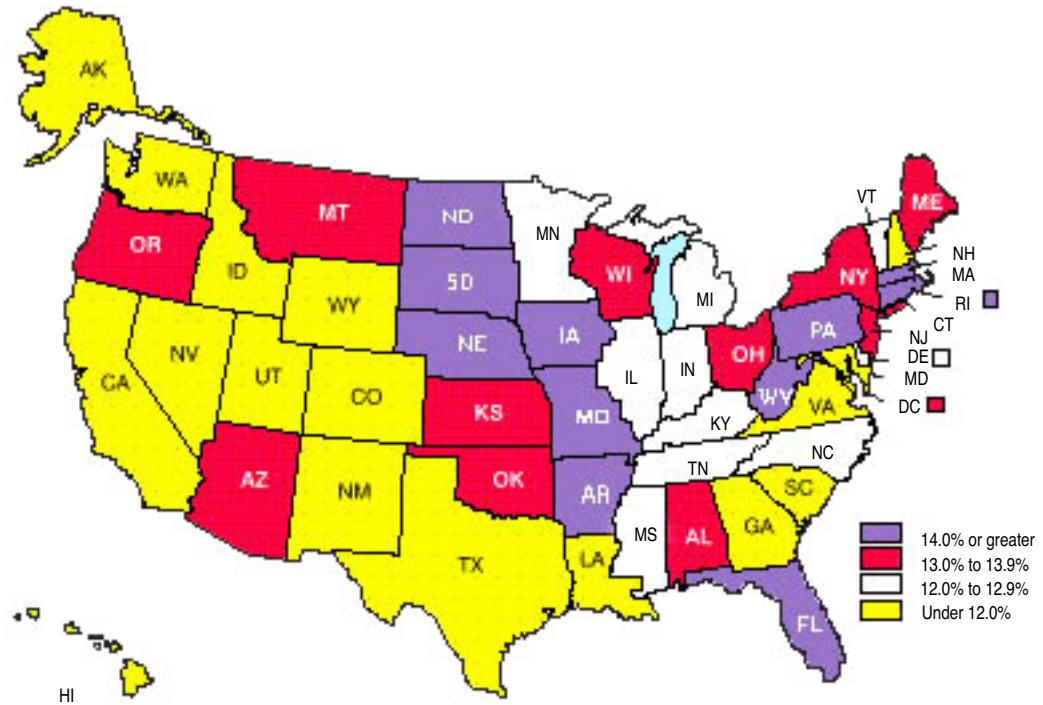 AK
WA
MT
ND
MN
VT
ME
OR
ID
SD
WI
MI
NY
NH
MA
RI
WY
NE
IA
PA
CT
NJ
DE
MD
DC
CA
NV
UT
CO
KS
MO
IL
IN
OH
WY
VA
KY
AZ
NM
OK
AR
TN
NC
SC
TX
LA
MS
AL
GA
FL
HI
14.0% or greater
13.0% to 13.9%
12.0% to 12.9%
Under 12.0%